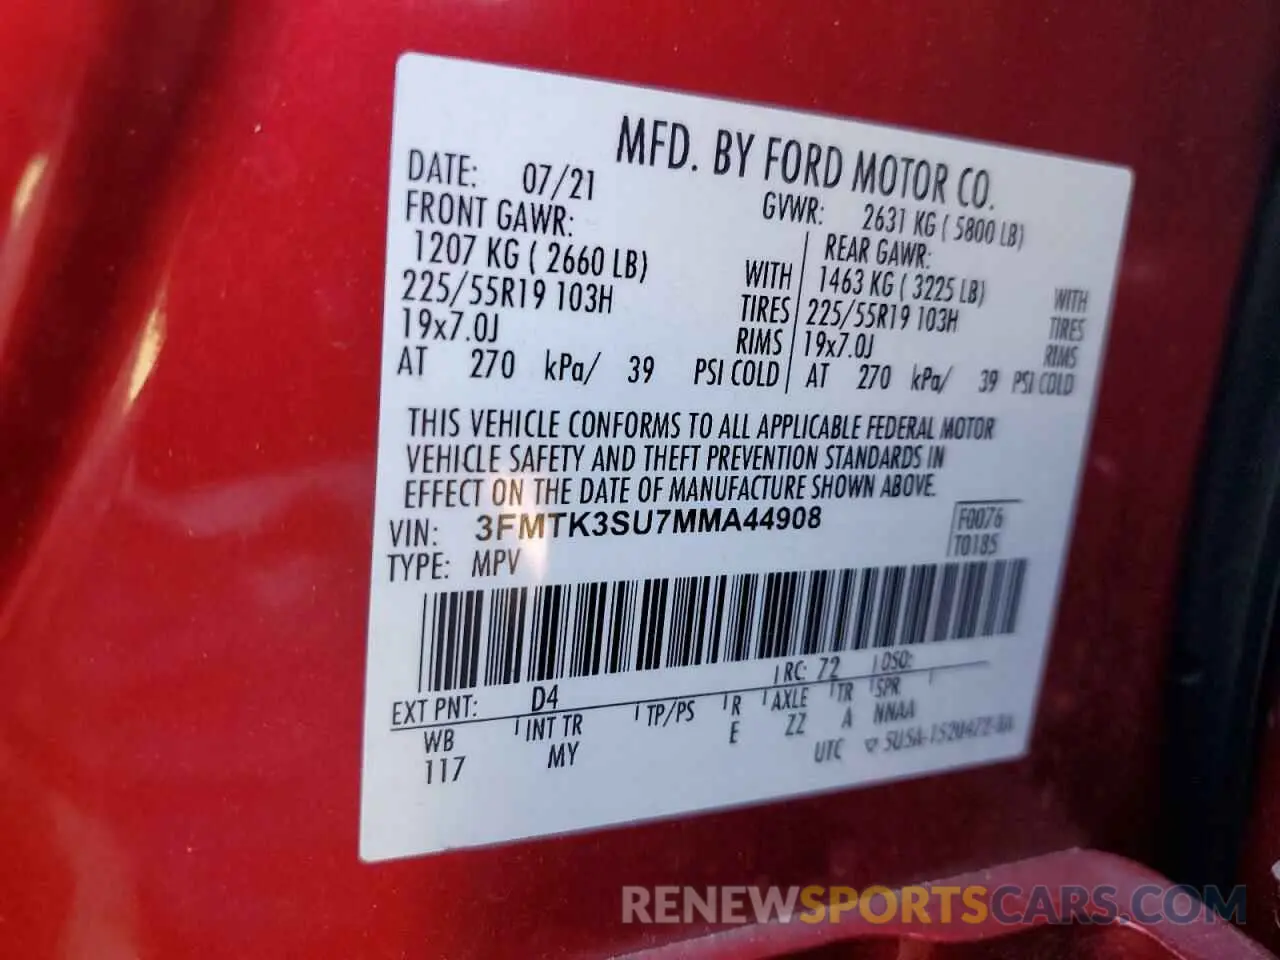 MFD. BY FORD MOTOR CO.
DATE: 07/21 GVWR: 2631 KG ( 5800 LB)
FRONT GAWR: REAR GAWR:
1207 KG ( 2660 LB) WITH 1463 KG ( 3225 LB) WITH
225/55R19 103H TIRES 225/55R19 103H TIRES
19x7.0J RIMS 19x7.0J RIMS
AT 270 kPa/ 39 PSI COLD AT 270 kPa/ 39 PSI COLD
THIS VEHICLE CONFORMS TO ALL APPLICABLE FEDERAL MOTOR
VEHICLE SAFETY AND THEFT PREVENTION STANDARDS IN
EFFECT ON THE DATE OF MANUFACTURE SHOWN ABOVE.
VIN: 3FMTK3SU7MMA44908 F0076
TYPE: MPV T0185
EXT PNT: D4 RC: 72 DSO:
WB INT TR TP/PS R AXLE TR SPR
117 MY E ZZ A NNAA
UTC
RENEWSPORTSCARS.COM